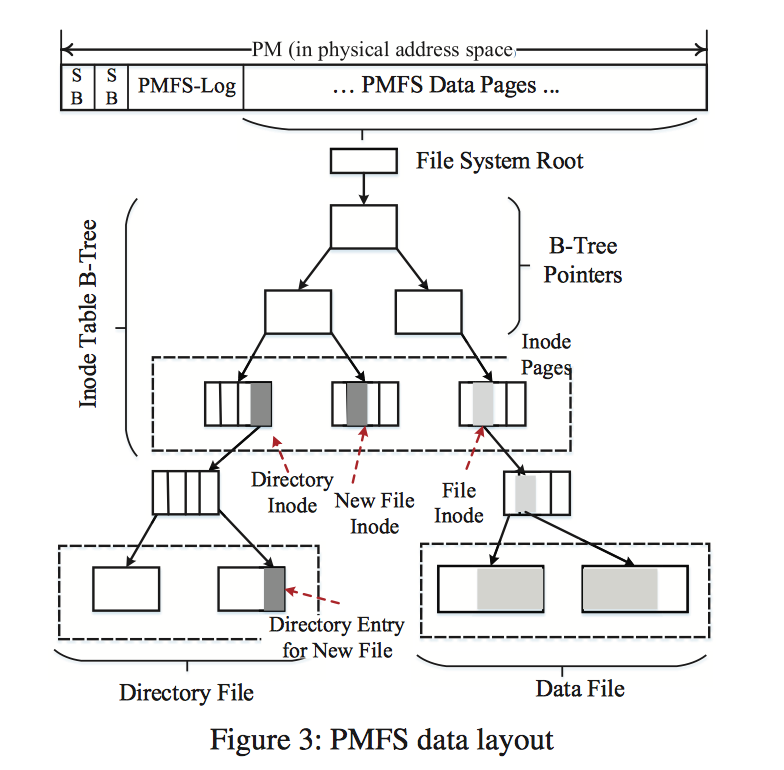 PM (in physical address space)
S
B
S
B
PMFS-Log
... PMFS Data Pages ...
File System Root
Inode Table B-Tree
B-Tree
Pointers
Inode
Pages
Directory
Inode
New File
Inode
File
Inode
Directory Entry
for New File
Directory File
Data File
Figure 3: PMFS data layout